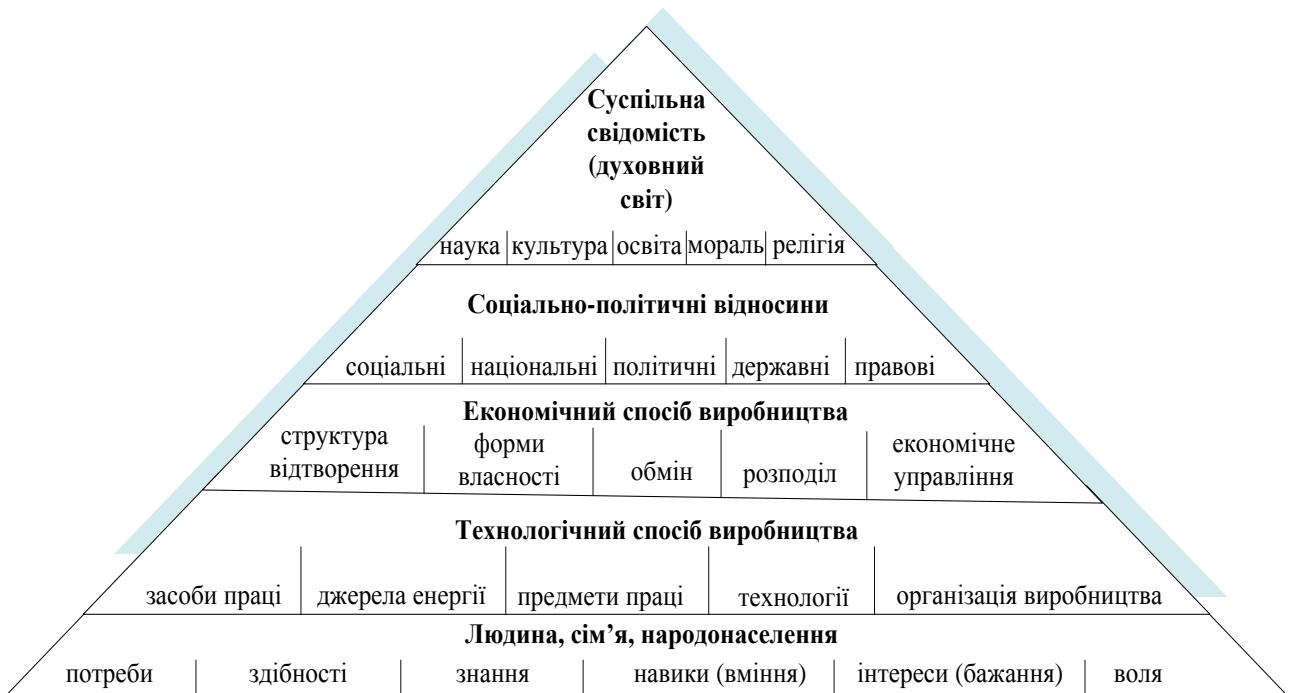 Суспільна
свідомість
(духовний
світ)
наука культура освіта мораль релігія
Соціально-політичні відносини
соціальні національні політичні державні правові
Економічний спосіб виробництва
структура
відтворення
форми
власності
обмін
розподіл
економічне
управління
Технологічний спосіб виробництва
засоби праці джерела енергії предмети праці технології організація виробництва
Людина, сім’я, народонаселення
потреби здібності знання навики (вміння) інтереси (бажання) воля